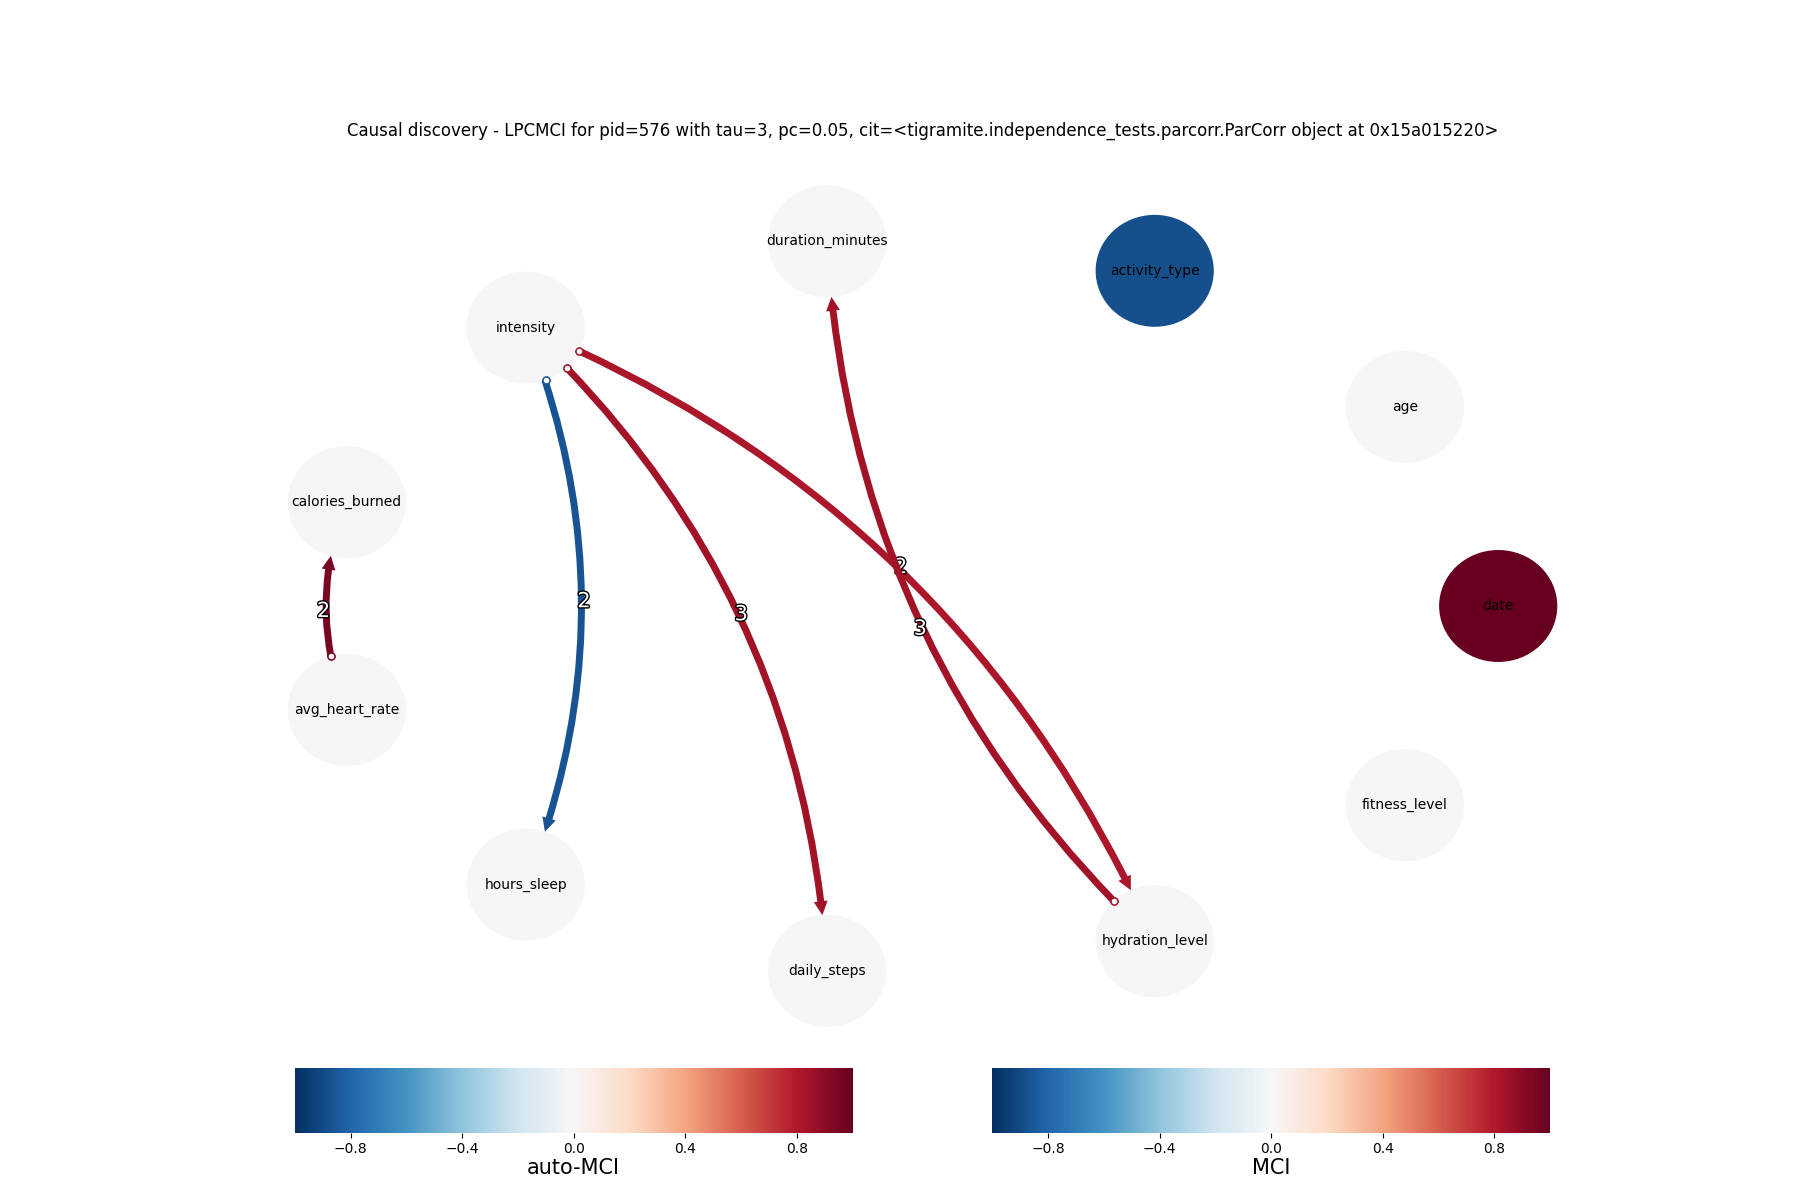 Causal discovery - LPCMCI for pid=576 with tau=3, pc=0.05, cit=<tigramite.independence_tests.parcorr.ParCorr object at 0x15a015220>
duration_minutes
activity_type
intensity
age
calories_burned
2
date
2
2
3
3
avg_heart_rate
fitness_level
hours_sleep
hydration_level
daily_steps
−0.8 −0.4 0.0 0.4 0.8
auto-MCI
−0.8 −0.4 0.0 0.4 0.8
MCI